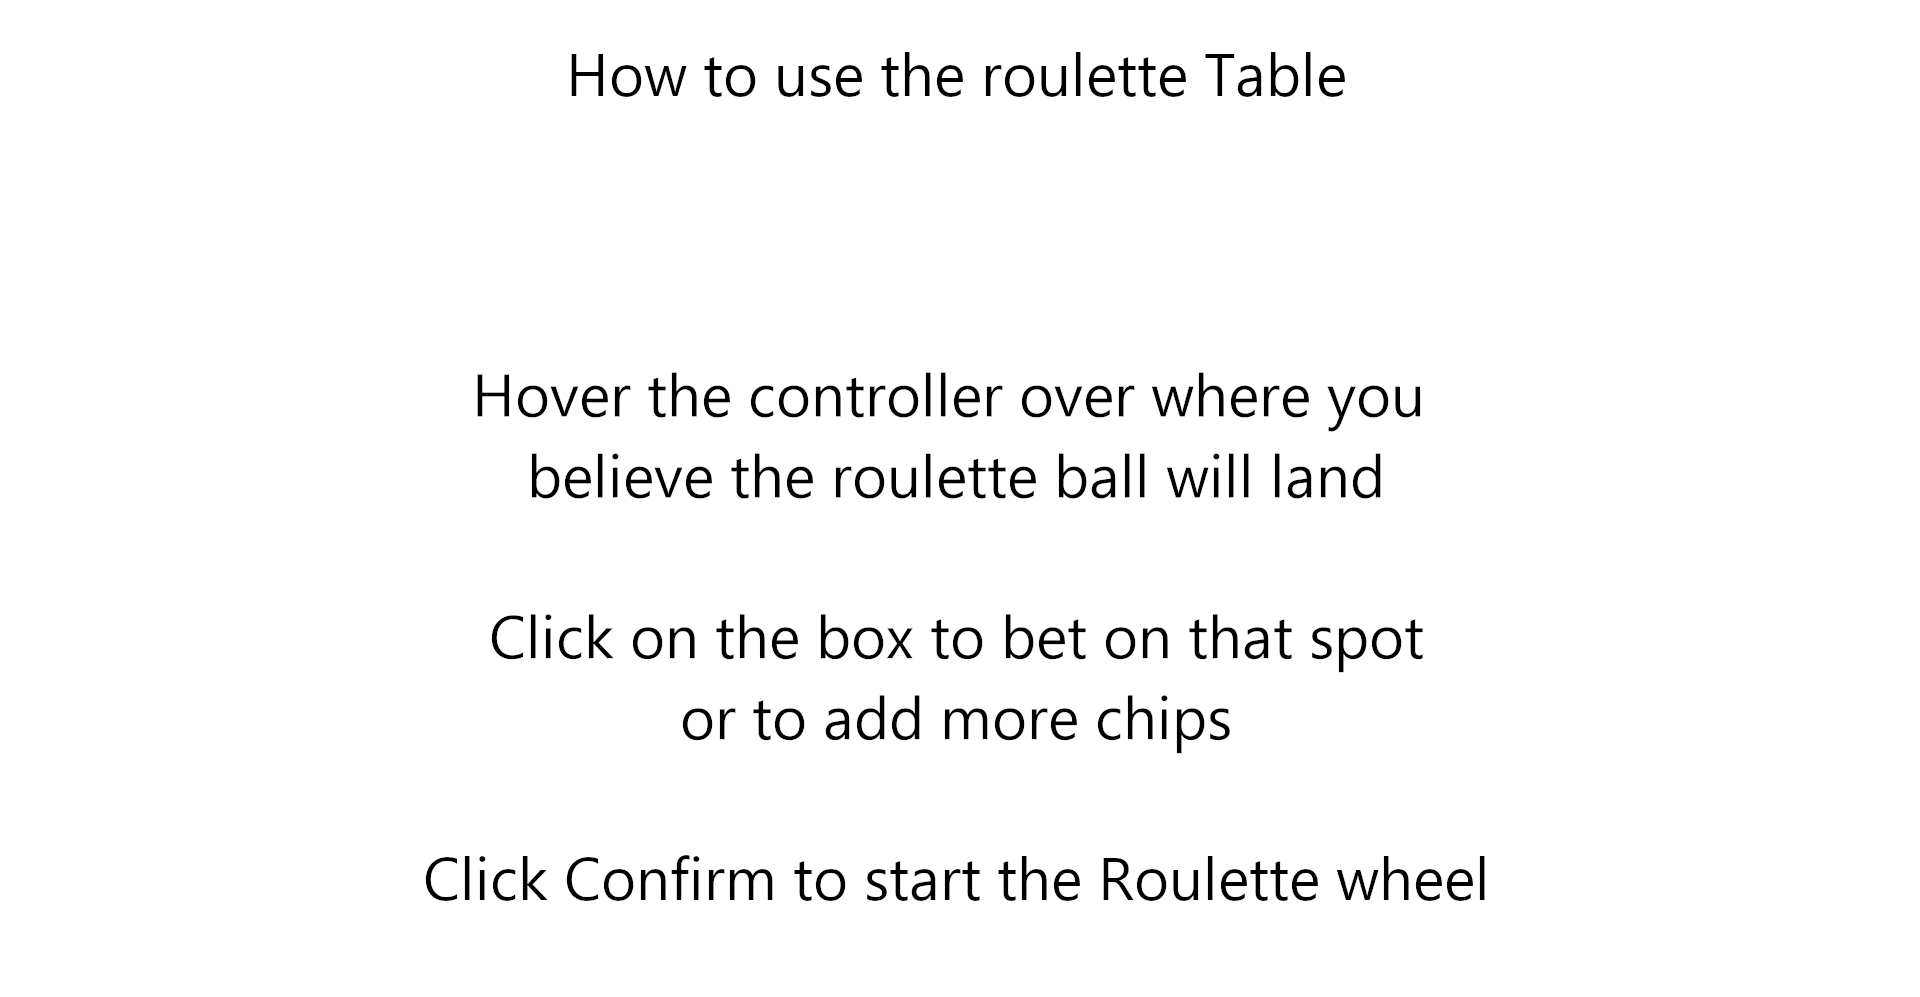 How to use the roulette Table
Hover the controller over where you
believe the roulette ball will land
Click on the box to bet on that spot
or to add more chips
Click Confirm to start the Roulette wheel